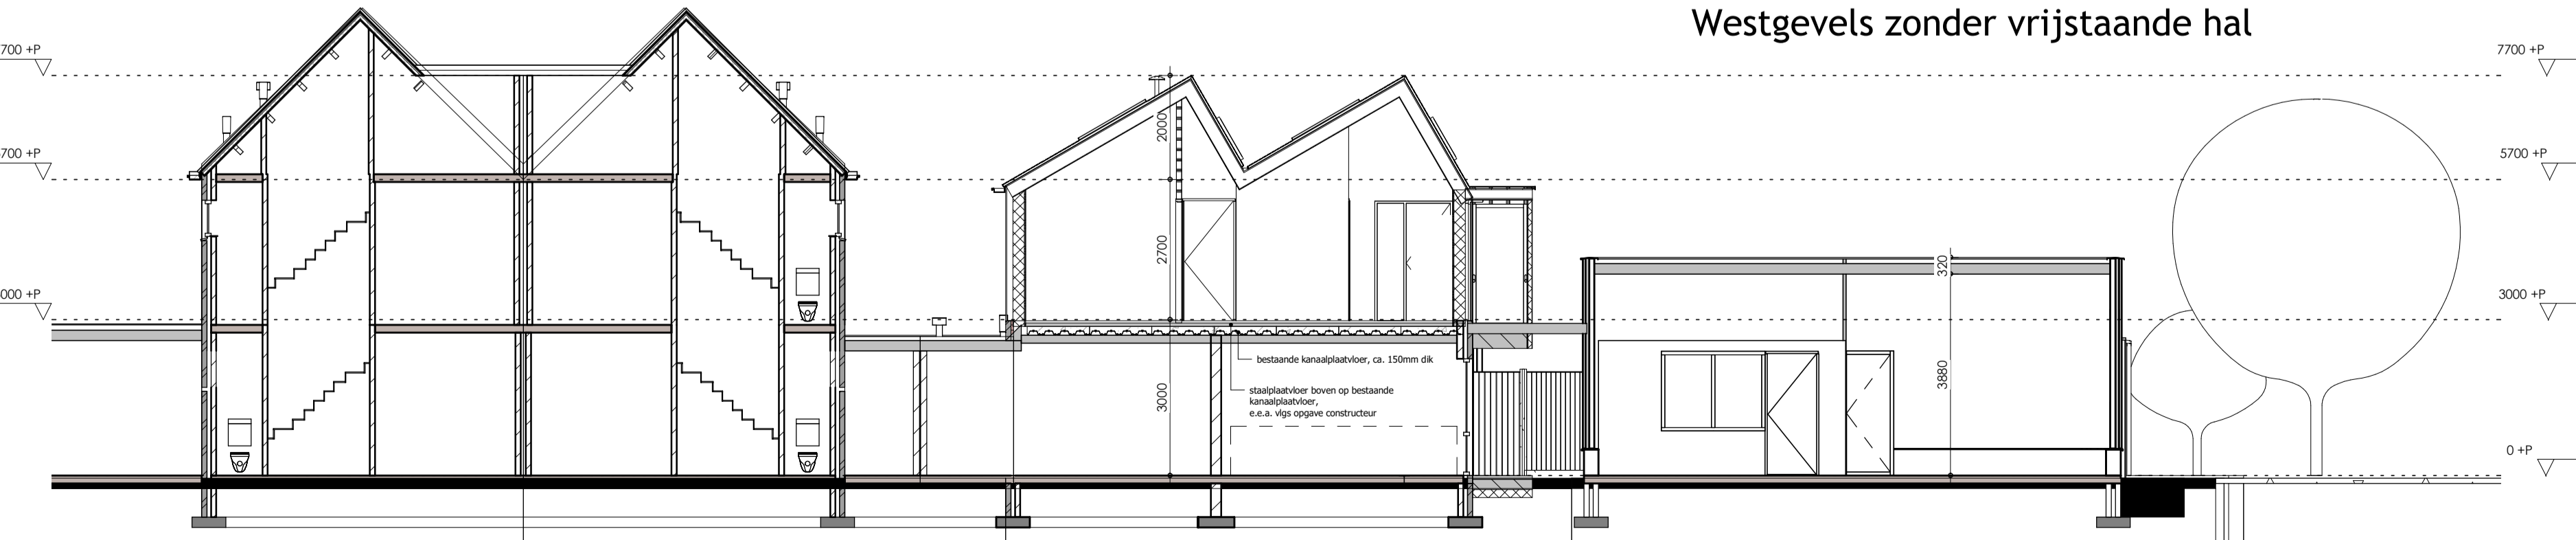 Westgevels zonder vrijstaande hal
700 +P
7700 +P
2000
700 +P
5700 +P
2700
320
000 +P
3000 +P
bestaande kanaalplaatvloer, ca. 150mm dik
3880
staalplaatvloer boven op bestaande
kanaalplaatvloer,
e.e.a. vlgs opgave constructeur
3000
0 +P